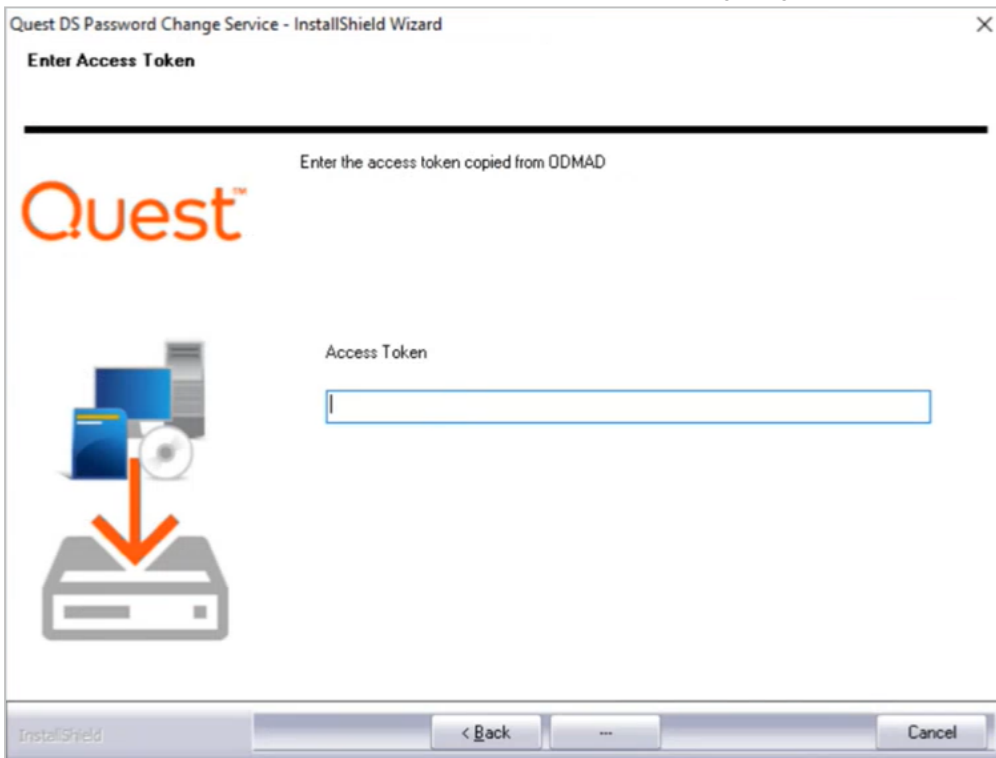 Quest DS Password Change Service - InstallShield Wizard
Enter Access Token
Enter the access token copied from ODMAD
Quest™
Access Token
InstallShield
< Back
---
Cancel